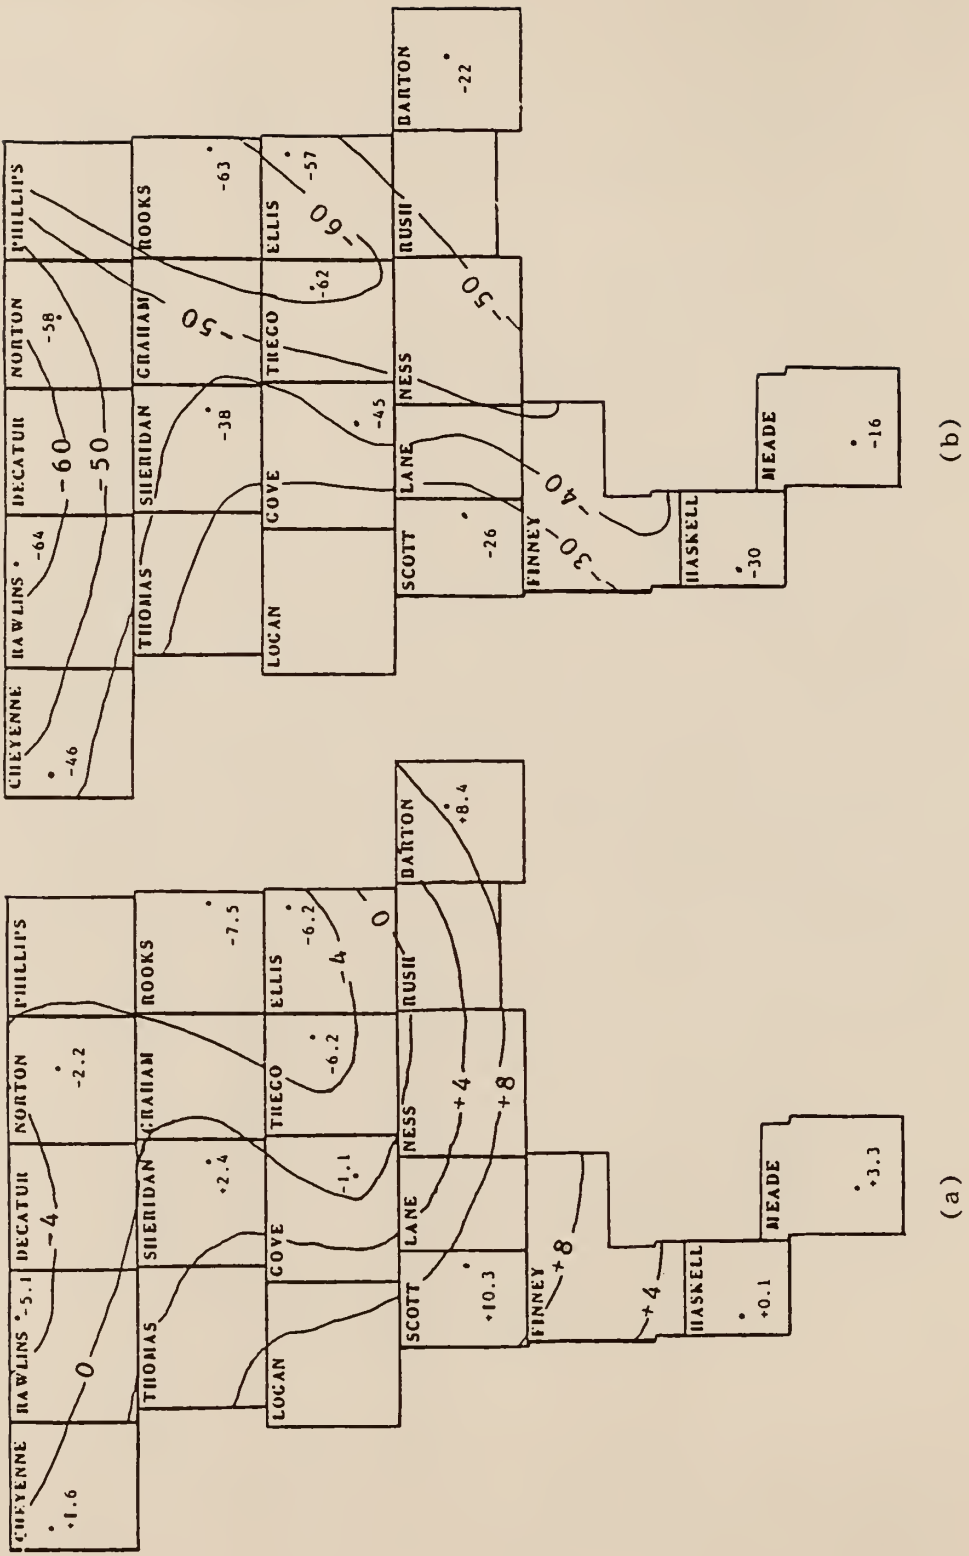 CHEYENNE
RAWLINS
DECATUR
NORTON
PHILLIPS
+1.6
-5.1
-2.2
-4
0
THOMAS
SHERIDAN
GRAHAM
ROOKS
+2.4
-7.5
LOGAN
GOVE
TREGO
ELLIS
-1.1
-6.2
-6.2
-4
0
SCOTT
LANE
NESS
RUSH
BARTON
+10.3
+4
+8
+8.4
FINNEY
+8
+4
HASKELL
+0.1
MEADE
+3.3
(a)
CHEYENNE
RAWLINS
DECATUR
NORTON
PHILLIPS
-46
-64
-58
-60
-50
THOMAS
SHERIDAN
GRAHAM
ROOKS
-38
-50
-63
LOGAN
GOVE
TREGO
ELLIS
-45
-62
-60
-57
SCOTT
LANE
NESS
RUSH
BARTON
-26
-50
-22
FINNEY
-30
-40
HASKELL
-30
MEADE
-16
(b)